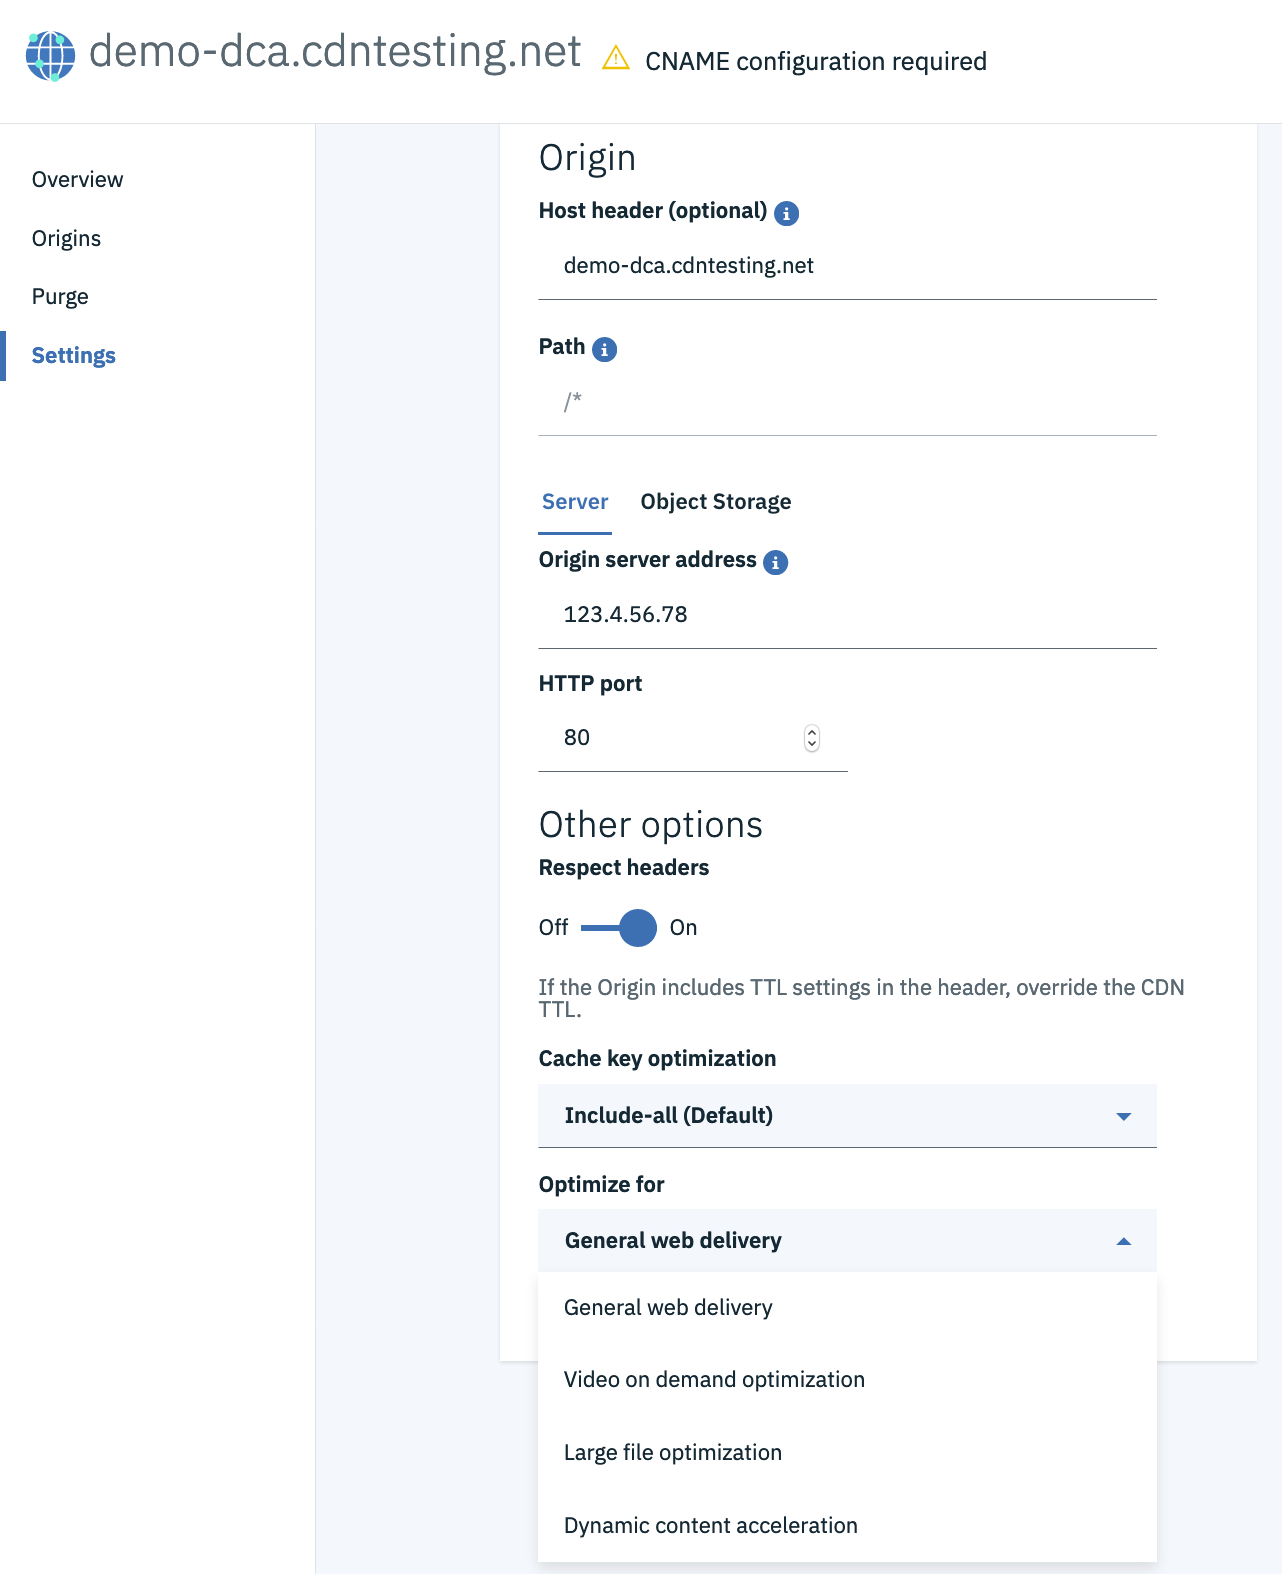 demo-dca.cdntesting.net
CNAME configuration required
Overview
Origins
Purge
Settings
Origin
Host header (optional)
demo-dca.cdntesting.net
Path
/*
Server Object Storage
Origin server address
123.4.56.78
HTTP port
80
Other options
Respect headers
Off On
If the Origin includes TTL settings in the header, override the CDN
TTL.
Cache key optimization
Include-all (Default)
Optimize for
General web delivery
General web delivery
Video on demand optimization
Large file optimization
Dynamic content acceleration